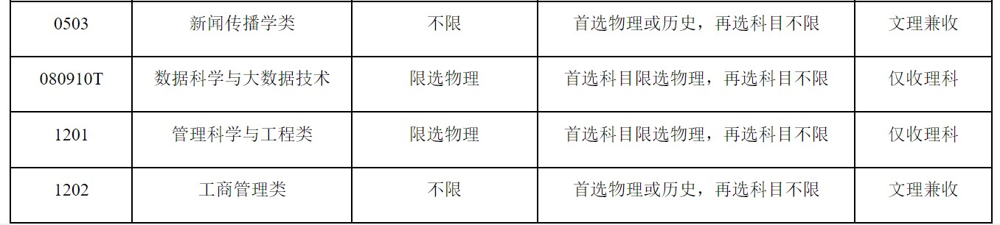 0503 新闻传播学类 不限 首选物理或历史，再选科目不限 文理兼收
080910T 数据科学与大数据技术 限选物理 首选科目限选物理，再选科目不限 仅收理科
1201 管理科学与工程类 限选物理 首选科目限选物理，再选科目不限 仅收理科
1202 工商管理类 不限 首选物理或历史，再选科目不限 文理兼收